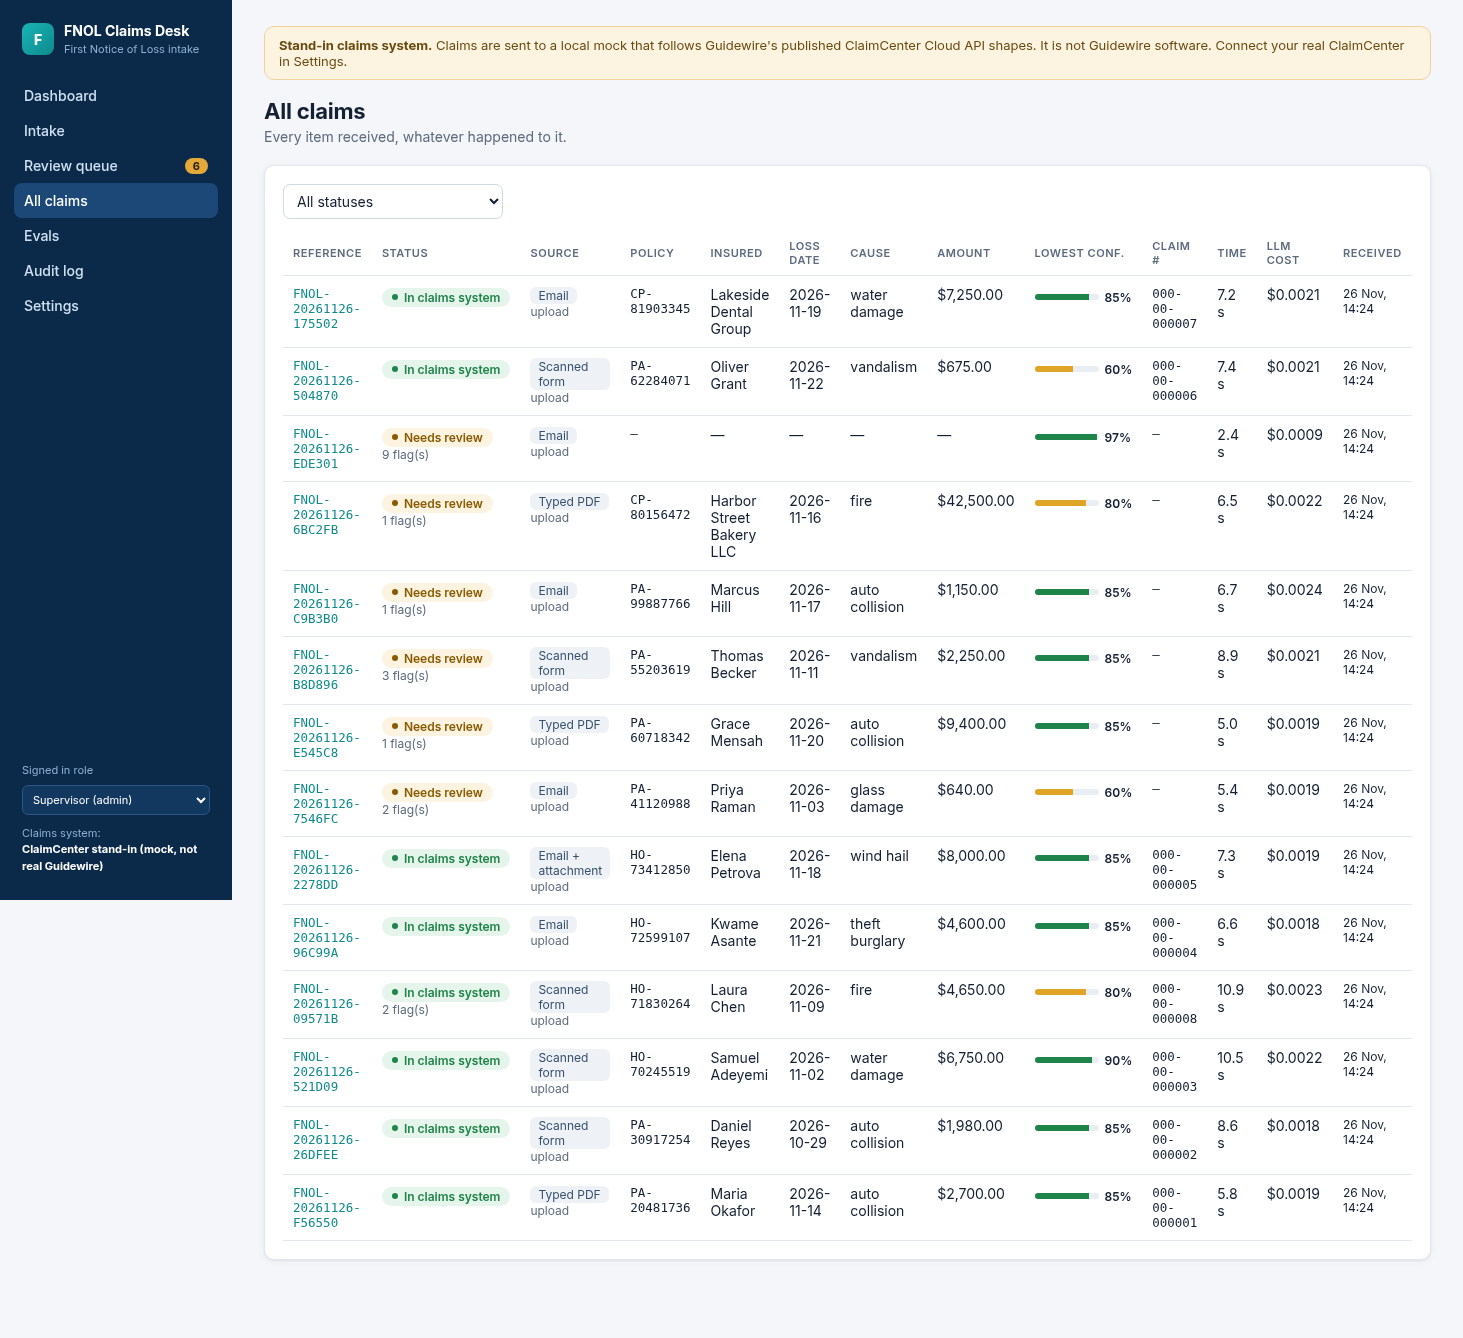 F
FNOL Claims Desk
First Notice of Loss intake
Dashboard
Intake
Review queue 6
All claims
Evals
Audit log
Settings
Signed in role
Supervisor (admin)
Claims system:
ClaimCenter stand-in (mock, not
real Guidewire)
Stand-in claims system. Claims are sent to a local mock that follows Guidewire's published ClaimCenter Cloud API shapes. It is not Guidewire software. Connect your real ClaimCenter
in Settings.
All claims
Every item received, whatever happened to it.
All statuses
REFERENCE STATUS SOURCE POLICY INSURED LOSS DATE CAUSE AMOUNT LOWEST CONF. CLAIM # TIME LLM COST RECEIVED
FNOL-20261126-175502 In claims system Email upload CP-81903345 Lakeside Dental Group 2026-11-19 water damage $7,250.00 85% 000-00-000007 7.2 s $0.0021 26 Nov, 14:24
FNOL-20261126-504870 In claims system Scanned form upload PA-62284071 Oliver Grant 2026-11-22 vandalism $675.00 60% 000-00-000006 7.4 s $0.0021 26 Nov, 14:24
FNOL-20261126-EDE301 Needs review 9 flag(s) Email upload — — — — — 97% — 2.4 s $0.0009 26 Nov, 14:24
FNOL-20261126-6BC2FB Needs review 1 flag(s) Typed PDF upload CP-80156472 Harbor Street Bakery LLC 2026-11-16 fire $42,500.00 80% — 6.5 s $0.0022 26 Nov, 14:24
FNOL-20261126-C9B3B0 Needs review 1 flag(s) Email upload PA-99887766 Marcus Hill 2026-11-17 auto collision $1,150.00 85% — 6.7 s $0.0024 26 Nov, 14:24
FNOL-20261126-B8D896 Needs review 3 flag(s) Scanned form upload PA-55203619 Thomas Becker 2026-11-11 vandalism $2,250.00 85% — 8.9 s $0.0021 26 Nov, 14:24
FNOL-20261126-E545C8 Needs review 1 flag(s) Typed PDF upload PA-60718342 Grace Mensah 2026-11-20 auto collision $9,400.00 85% — 5.0 s $0.0019 26 Nov, 14:24
FNOL-20261126-7546FC Needs review 2 flag(s) Email upload PA-41120988 Priya Raman 2026-11-03 glass damage $640.00 60% — 5.4 s $0.0019 26 Nov, 14:24
FNOL-20261126-2278DD In claims system Email + attachment upload HO-73412850 Elena Petrova 2026-11-18 wind hail $8,000.00 85% 000-00-000005 7.3 s $0.0019 26 Nov, 14:24
FNOL-20261126-96C99A In claims system Email upload HO-72599107 Kwame Asante 2026-11-21 theft burglary $4,600.00 85% 000-00-000004 6.6 s $0.0018 26 Nov, 14:24
FNOL-20261126-09571B In claims system 2 flag(s) Scanned form upload HO-71830264 Laura Chen 2026-11-09 fire $4,650.00 80% 000-00-000008 10.9 s $0.0023 26 Nov, 14:24
FNOL-20261126-521D09 In claims system Scanned form upload HO-70245519 Samuel Adeyemi 2026-11-02 water damage $6,750.00 90% 000-00-000003 10.5 s $0.0022 26 Nov, 14:24
FNOL-20261126-26DFEE In claims system Scanned form upload PA-30917254 Daniel Reyes 2026-10-29 auto collision $1,980.00 85% 000-00-000002 8.6 s $0.0018 26 Nov, 14:24
FNOL-20261126-F56550 In claims system Typed PDF upload PA-20481736 Maria Okafor 2026-11-14 auto collision $2,700.00 85% 000-00-000001 5.8 s $0.0019 26 Nov, 14:24